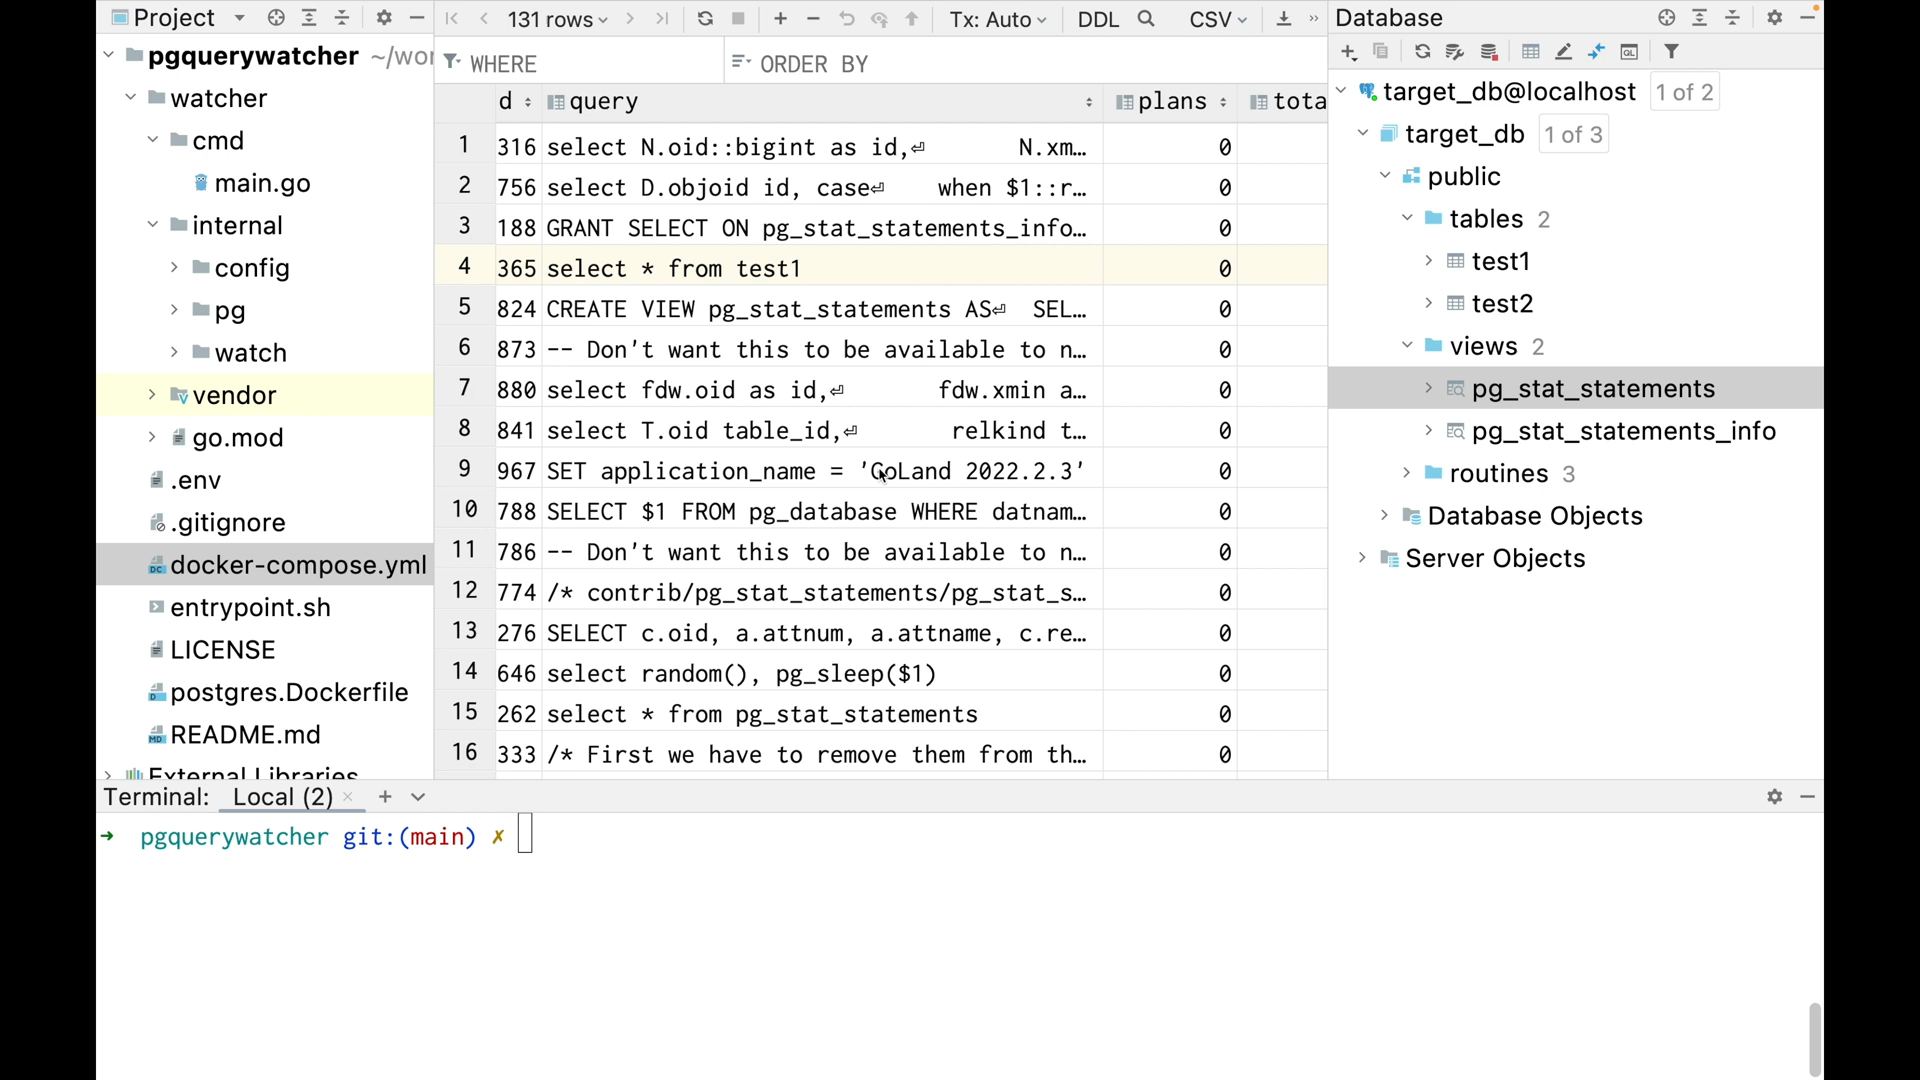 Project
pgquerywatcher ~/wor
watcher
cmd
main.go
internal
config
pg
watch
vendor
go.mod
.env
.gitignore
docker-compose.yml
entrypoint.sh
LICENSE
postgres.Dockerfile
README.md
External Libraries
131 rows
Tx: Auto
DDL
CSV
WHERE
ORDER BY
d query plans tota
1 316 select N.oid::bigint as id,⏎ N.xm… 0
2 756 select D.objoid id, case⏎ when $1::r… 0
3 188 GRANT SELECT ON pg_stat_statements_info… 0
4 365 select * from test1 0
5 824 CREATE VIEW pg_stat_statements AS⏎ SEL… 0
6 873 -- Don't want this to be available to n… 0
7 880 select fdw.oid as id,⏎ fdw.xmin a… 0
8 841 select T.oid table_id,⏎ relkind t… 0
9 967 SET application_name = 'GoLand 2022.2.3' 0
10 788 SELECT $1 FROM pg_database WHERE datnam… 0
11 786 -- Don't want this to be available to n… 0
12 774 /* contrib/pg_stat_statements/pg_stat_s… 0
13 276 SELECT c.oid, a.attnum, a.attname, c.re… 0
14 646 select random(), pg_sleep($1) 0
15 262 select * from pg_stat_statements 0
16 333 /* First we have to remove them from th… 0
Database
target_db@localhost 1 of 2
target_db 1 of 3
public
tables 2
test1
test2
views 2
pg_stat_statements
pg_stat_statements_info
routines 3
Database Objects
Server Objects
Terminal: Local (2) × +
➜ pgquerywatcher git:(main) ✗